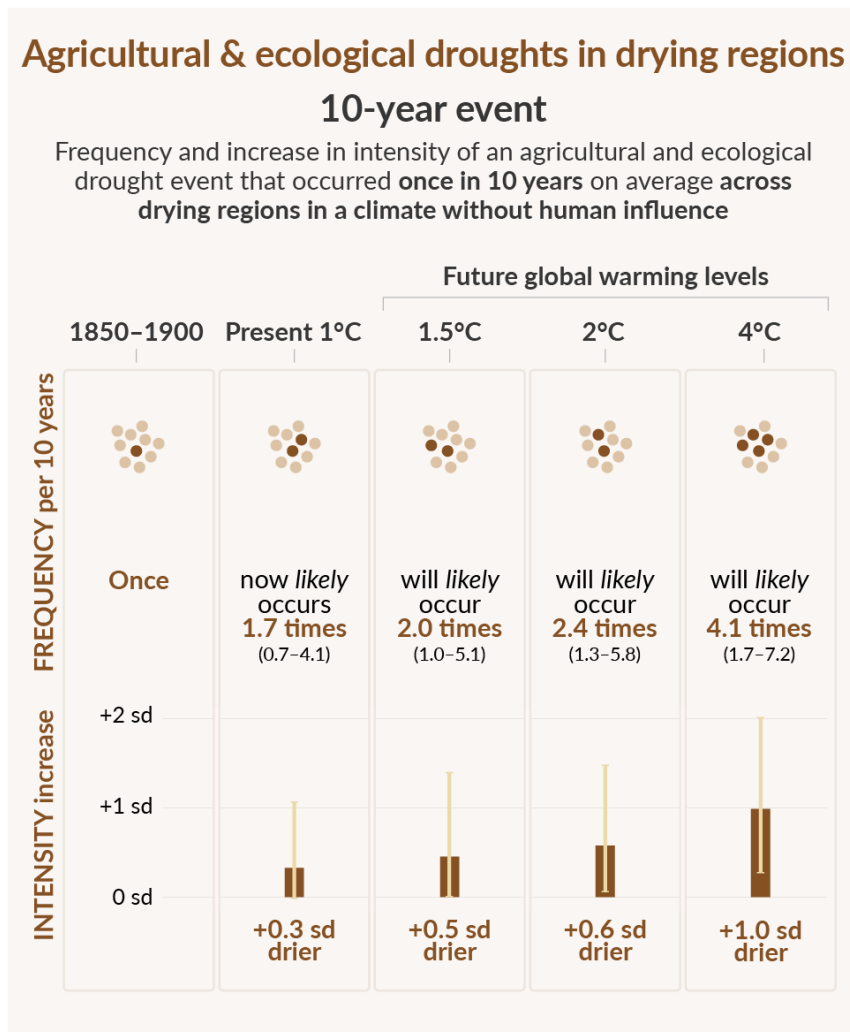 Agricultural & ecological droughts in drying regions
10-year event
Frequency and increase in intensity of an agricultural and ecological
drought event that occurred once in 10 years on average across
drying regions in a climate without human influence
Future global warming levels
1850–1900 Present 1°C 1.5°C 2°C 4°C
FREQUENCY per 10 years
Once
now likely
occurs
1.7 times
(0.7–4.1)
will likely
occur
2.0 times
(1.0–5.1)
will likely
occur
2.4 times
(1.3–5.8)
will likely
occur
4.1 times
(1.7–7.2)
INTENSITY increase
+2 sd
+1 sd
0 sd
+0.3 sd
drier
+0.5 sd
drier
+0.6 sd
drier
+1.0 sd
drier